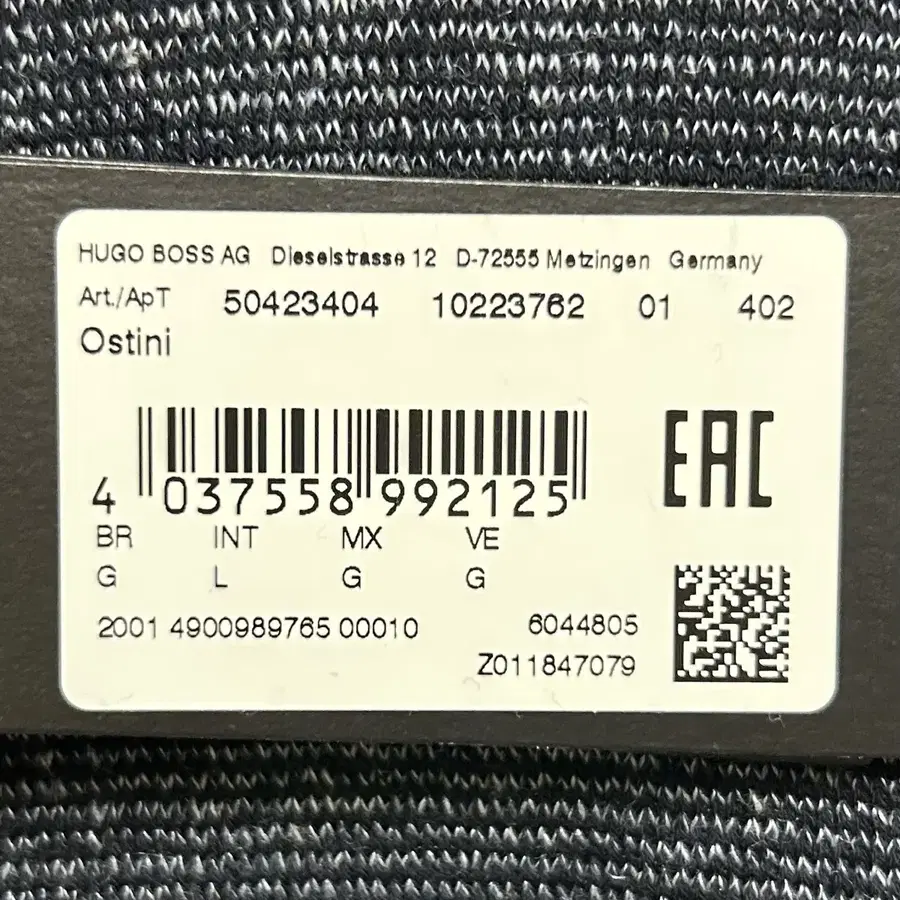 HUGO BOSS AG Dieselstrasse 12 D-72555 Metzingen Germany
Art./ApT 50423404 10223762 01 402
Ostini
4 037558 992125
EAC
BR INT MX VE
G L G G
2001 4900989765 00010 6044805
Z011847079